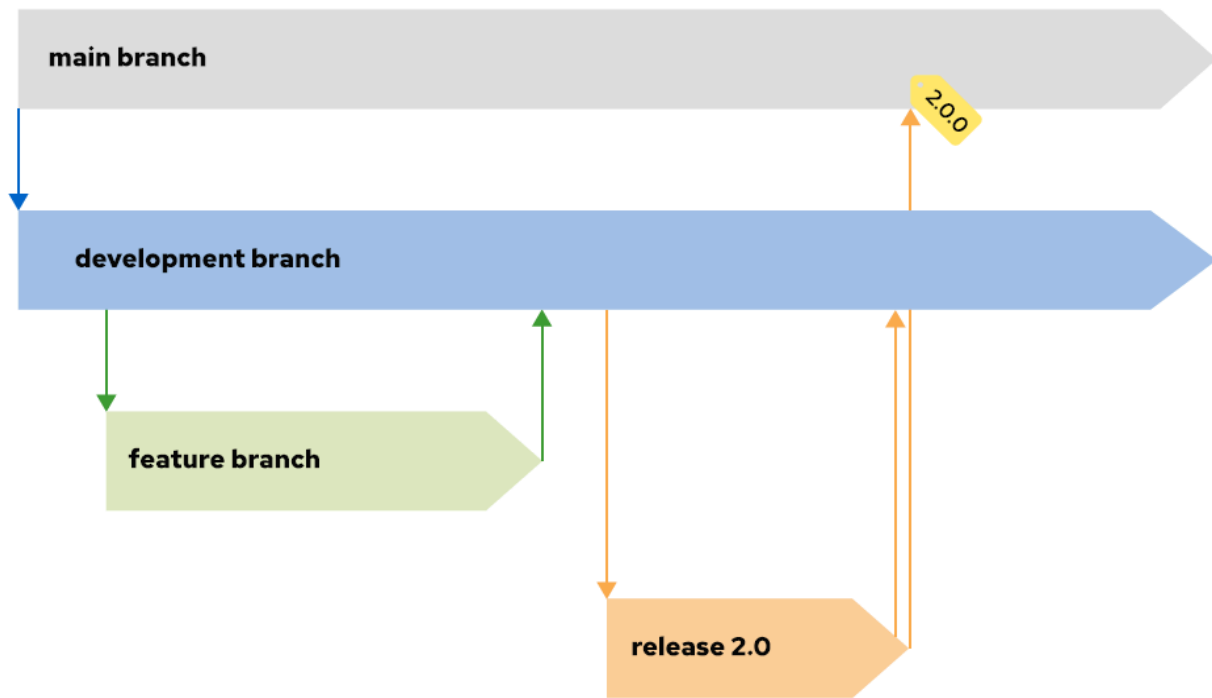 main branch
2.0.0
development branch
feature branch
release 2.0